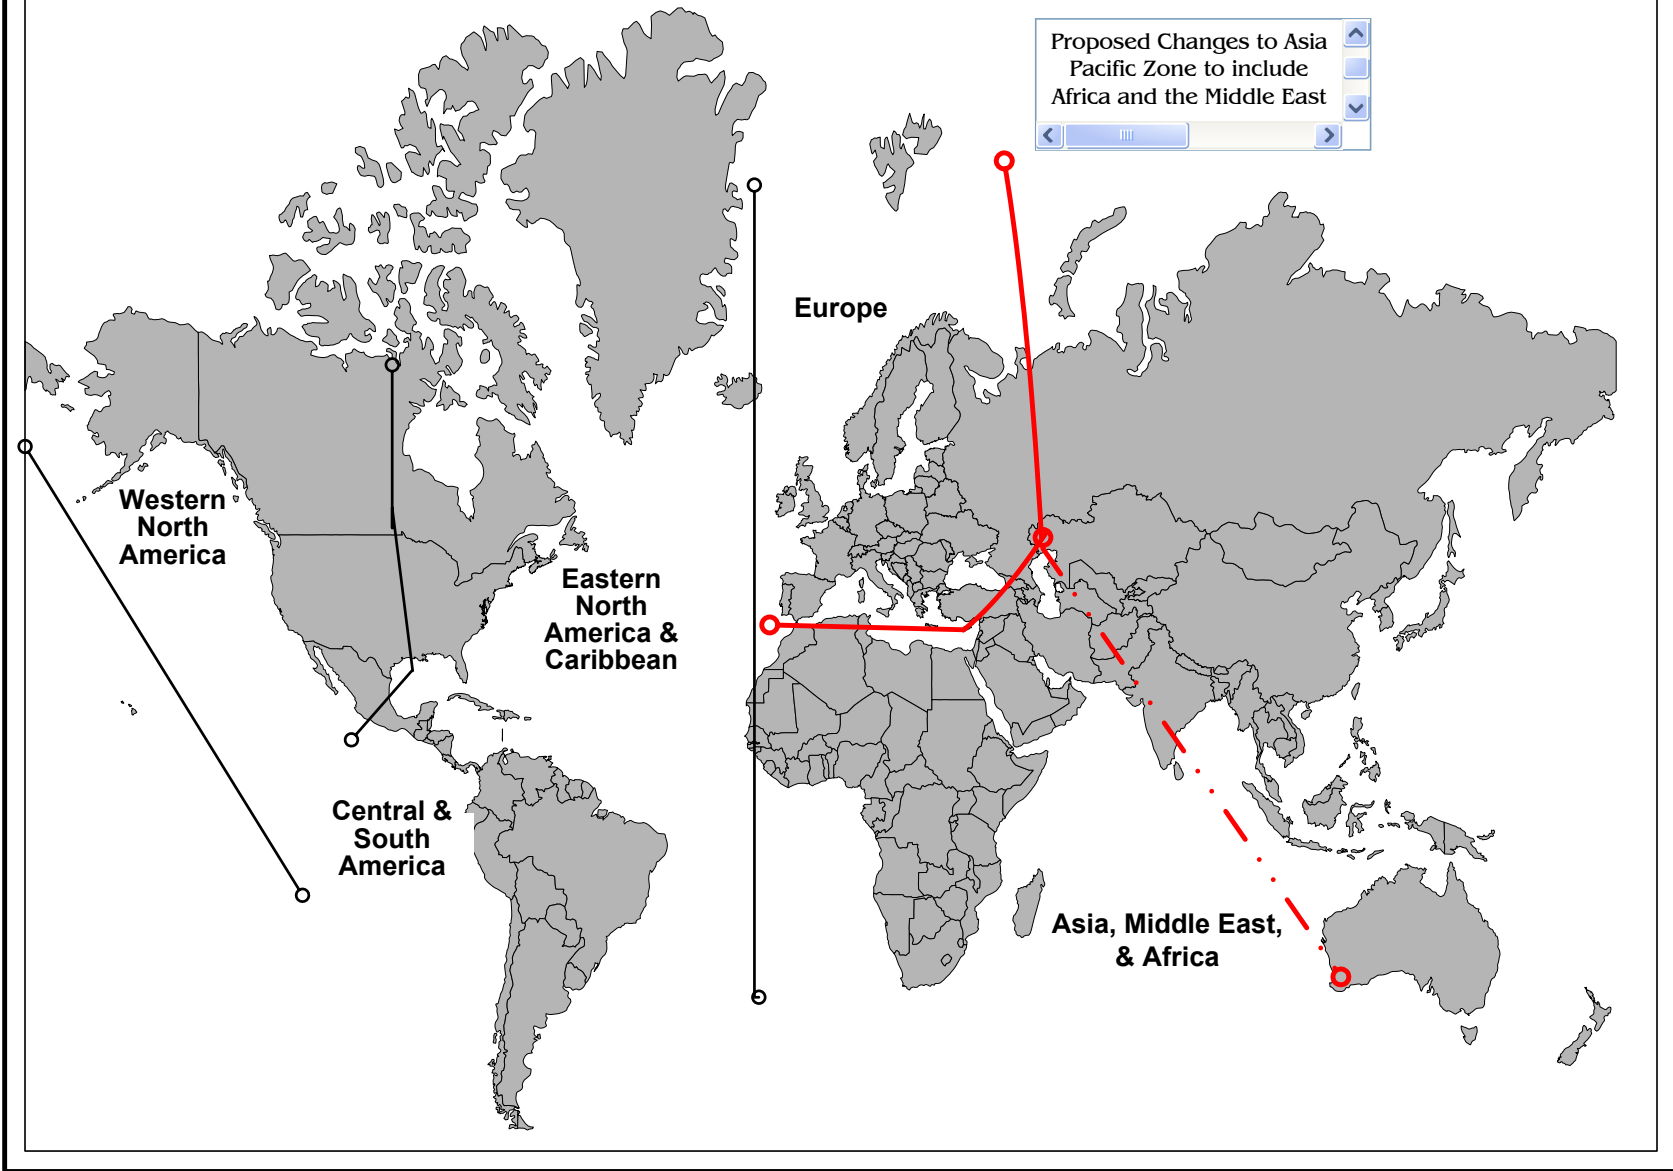 Proposed Changes to Asia
Pacific Zone to include
Africa and the Middle East
Europe
Western
North
America
Eastern
North
America &
Caribbean
Central &
South
America
Asia, Middle East,
& Africa